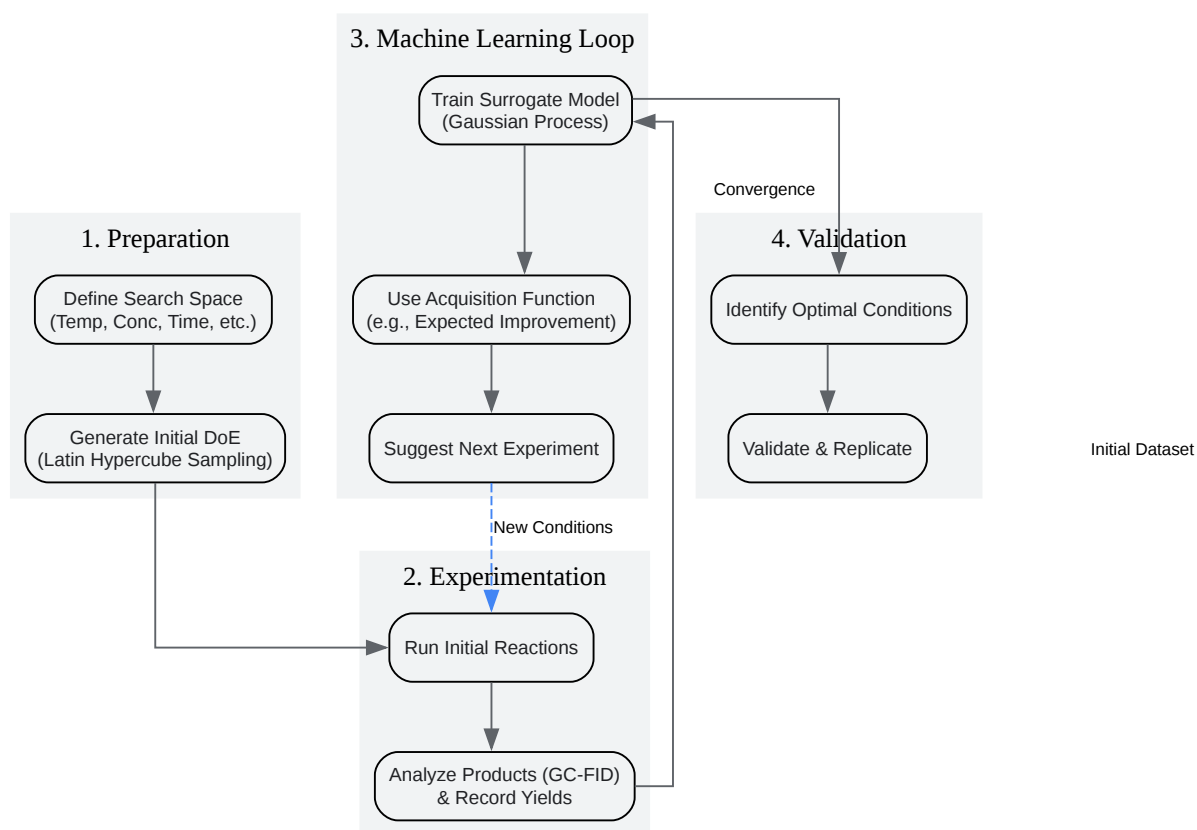 3. Machine Learning Loop
Train Surrogate Model
(Gaussian Process)
Convergence
1. Preparation
4. Validation
Define Search Space
(Temp, Conc, Time, etc.)
Use Acquisition Function
(e.g., Expected Improvement)
Identify Optimal Conditions
Generate Initial DoE
(Latin Hypercube Sampling)
Suggest Next Experiment
Validate & Replicate
Initial Dataset
New Conditions
2. Experimentation
Run Initial Reactions
Analyze Products (GC-FID)
& Record Yields